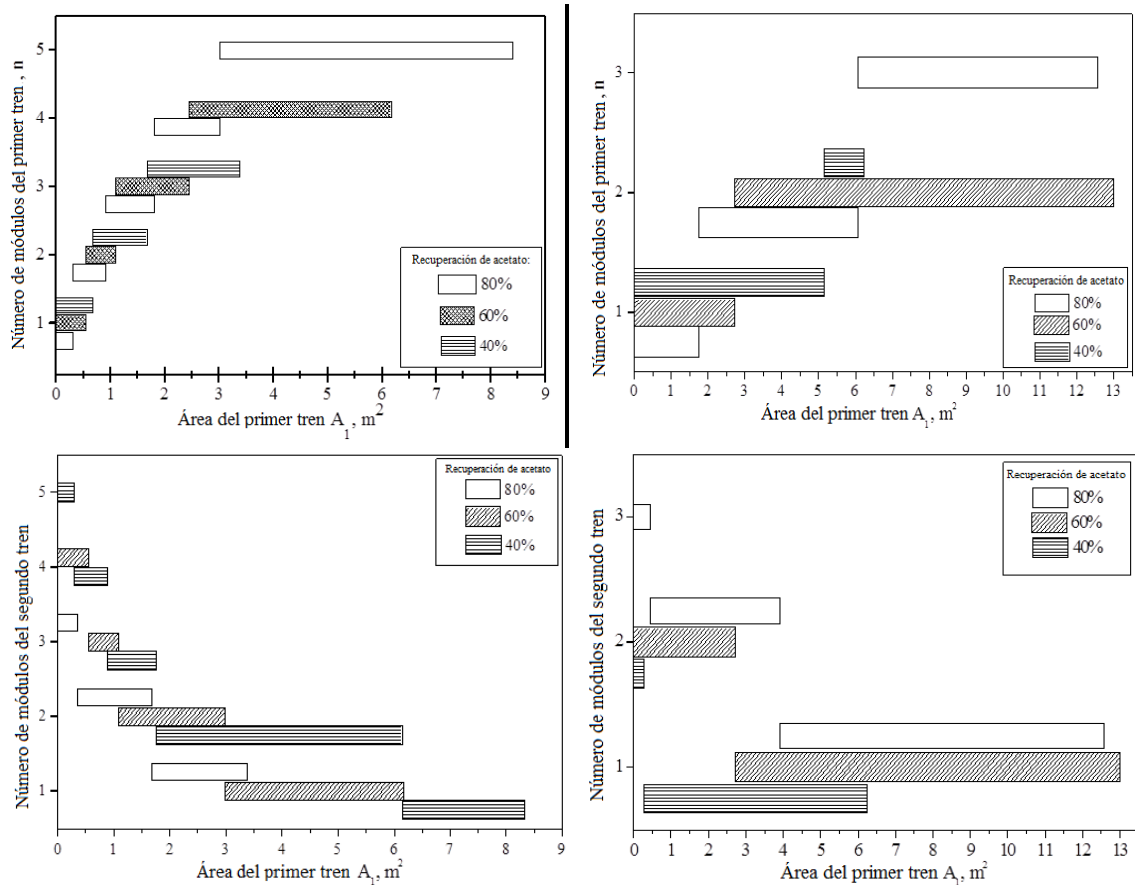 Número de módulos del primer tren , n
5
4
3
2
1
0 1 2 3 4 5 6 7 8 9
Área del primer tren A1, m2
Recuperación de acetato:
80%
60%
40%
Número de módulos del primer tren, n
3
2
1
0 1 2 3 4 5 6 7 8 9 10 11 12 13
Área del primer tren A1, m2
Recuperación de acetato
80%
60%
40%
Número de módulos del segundo tren
5
4
3
2
1
0 1 2 3 4 5 6 7 8 9
Área del primer tren A1, m2
Recuperación de acetato
80%
60%
40%
Número de módulos del segundo tren
3
2
1
0 1 2 3 4 5 6 7 8 9 10 11 12 13
Área del primer tren A1, m2
Recuperación de acetato
80%
60%
40%